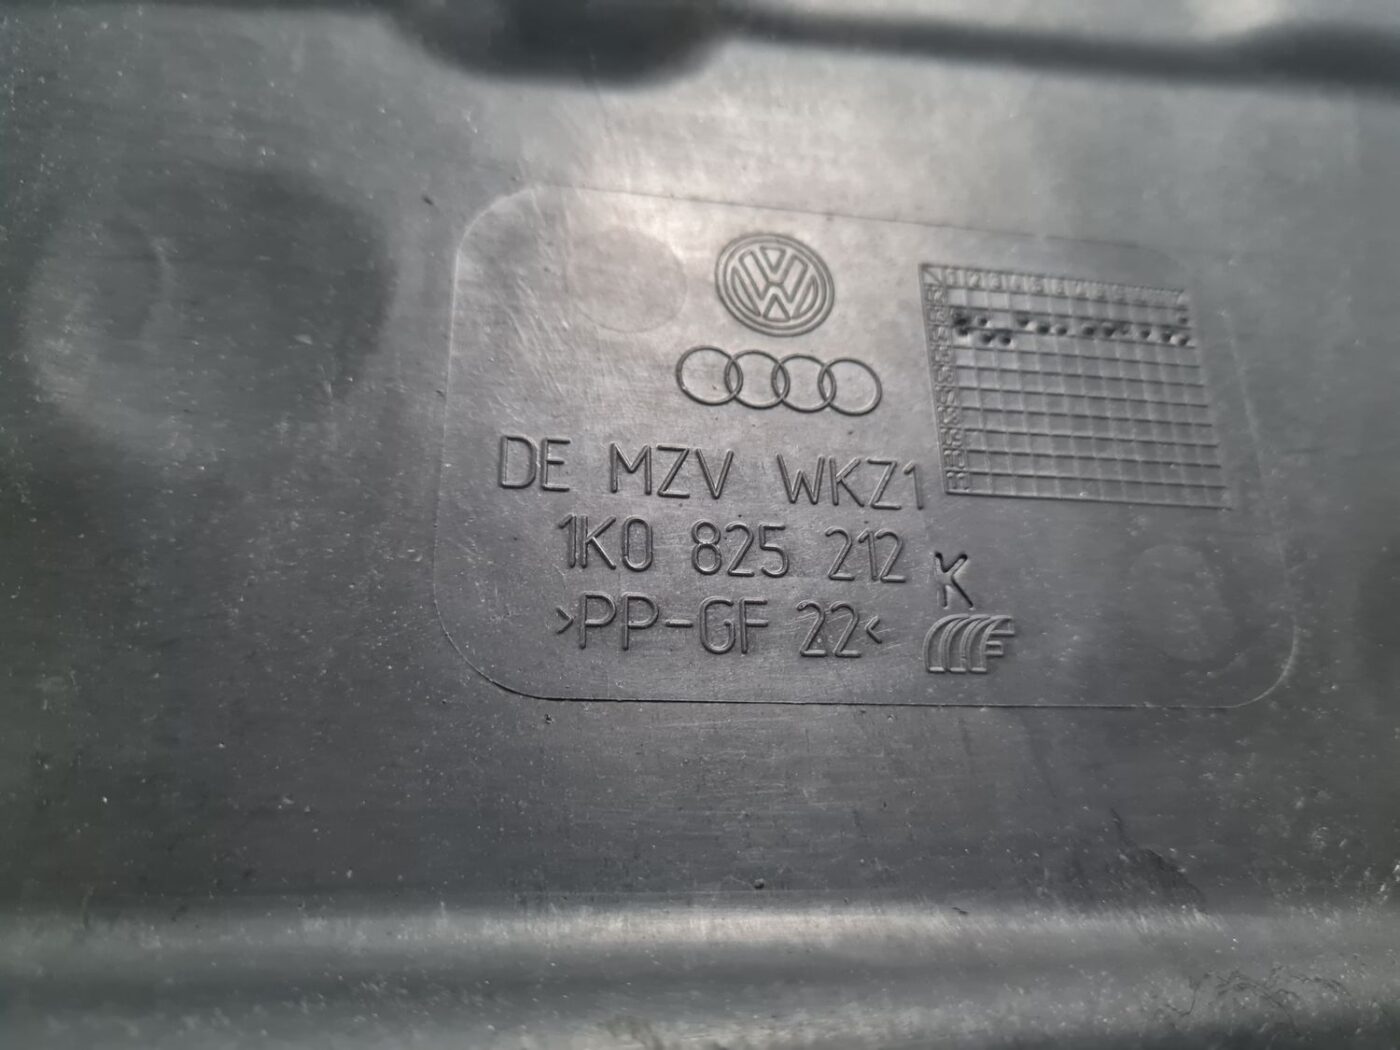 DE MZV WKZ1
1K0 825 212 K
>PP-GF 22<